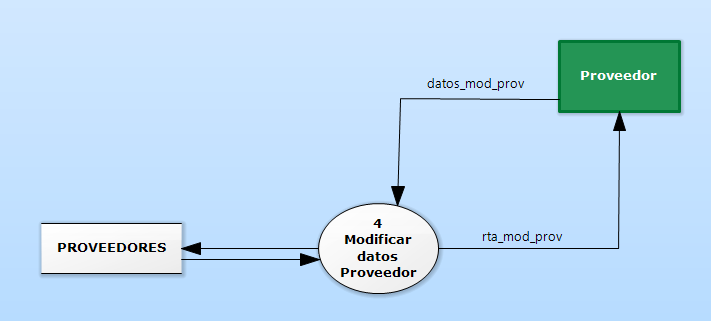 Proveedor
datos_mod_prov
4
Modificar
datos
Proveedor
rta_mod_prov
PROVEEDORES